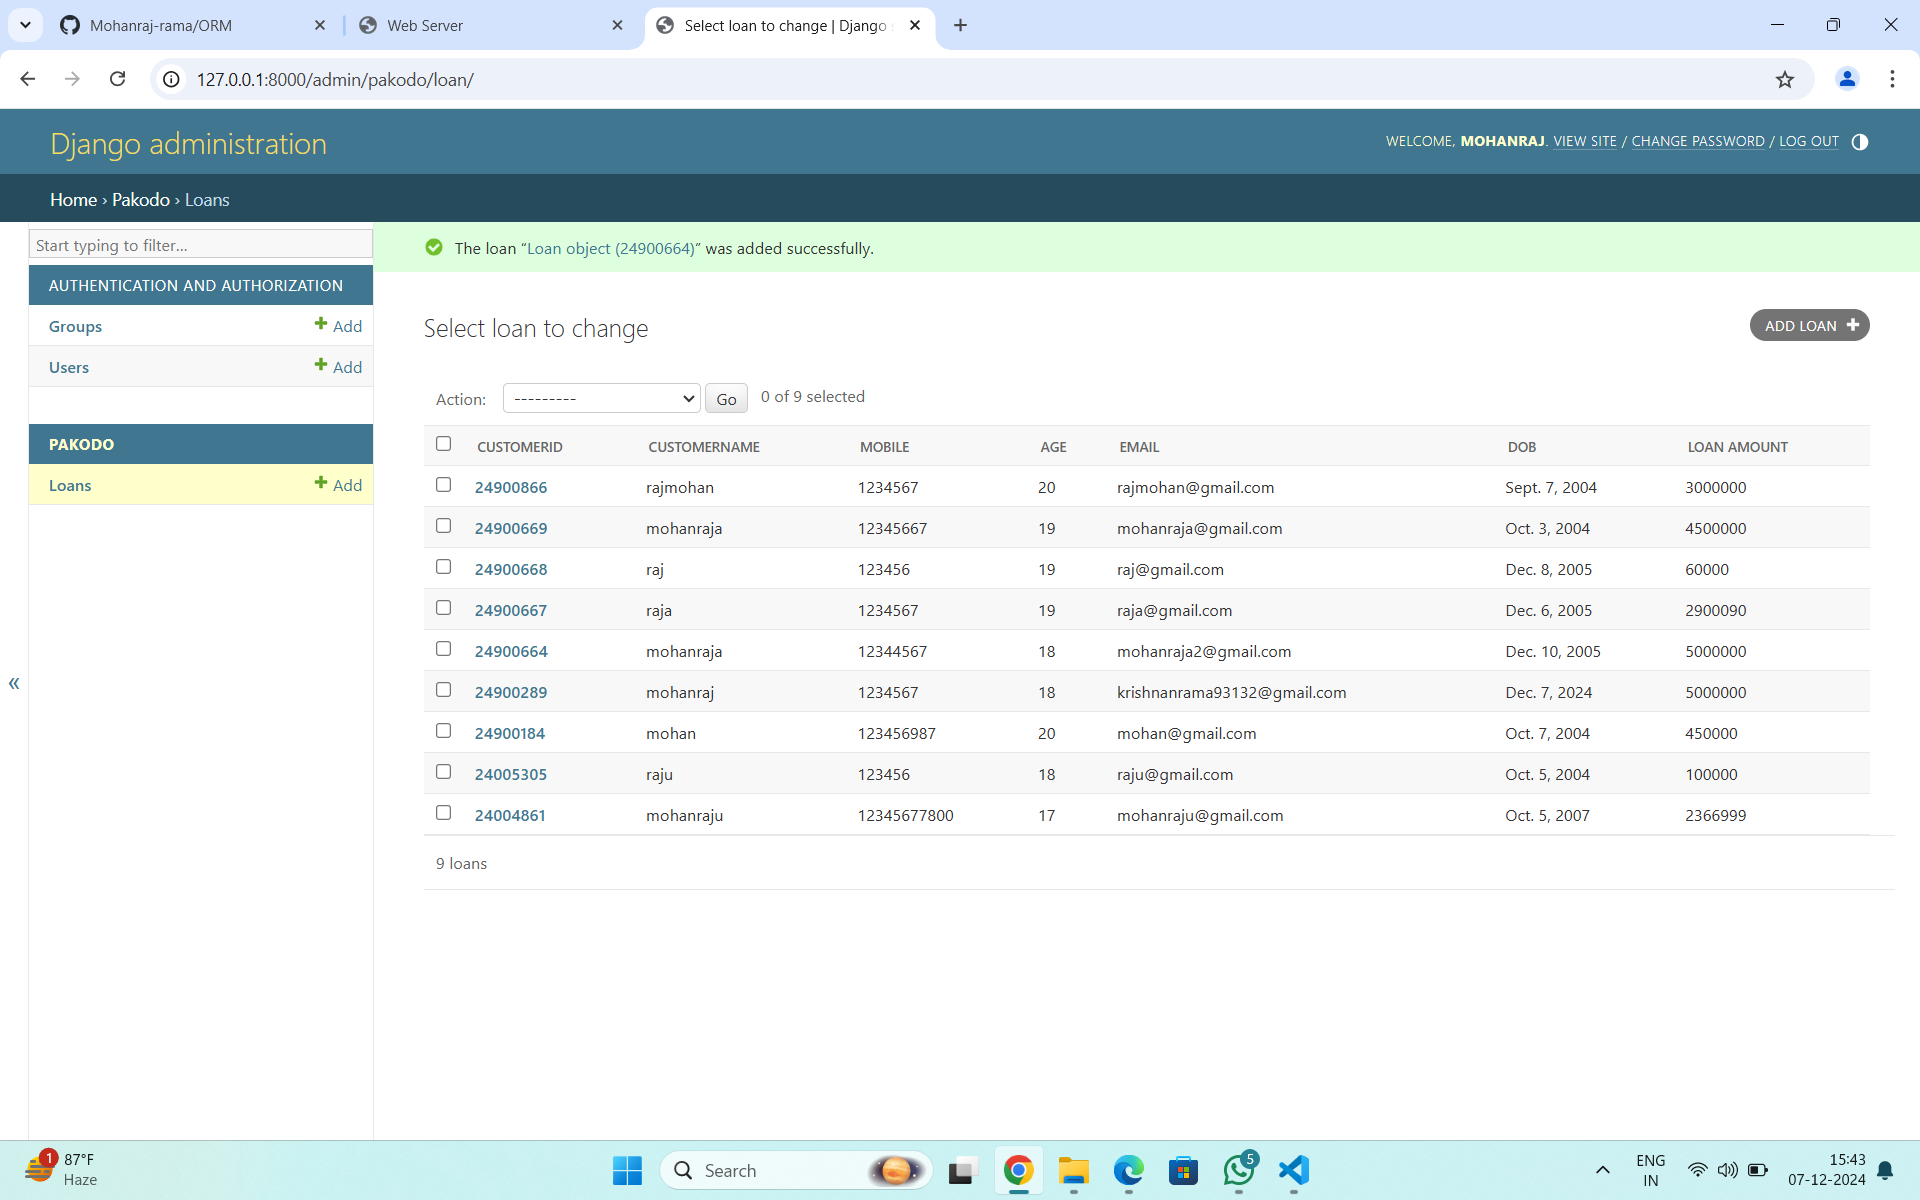 Mohanraj-rama/ORM
Web Server
Select loan to change | Django
127.0.0.1:8000/admin/pakodo/loan/
Django administration
WELCOME, MOHANRAJ. VIEW SITE / CHANGE PASSWORD / LOG OUT
Home › Pakodo › Loans
Start typing to filter...
The loan “Loan object (24900664)” was added successfully.
AUTHENTICATION AND AUTHORIZATION
Groups Add
Users Add
PAKODO
Loans Add
«
Select loan to change
ADD LOAN
Action: --------- Go 0 of 9 selected
CUSTOMERID CUSTOMERNAME MOBILE AGE EMAIL DOB LOAN AMOUNT
24900866 rajmohan 1234567 20 rajmohan@gmail.com Sept. 7, 2004 3000000
24900669 mohanraja 12345667 19 mohanraja@gmail.com Oct. 3, 2004 4500000
24900668 raj 123456 19 raj@gmail.com Dec. 8, 2005 60000
24900667 raja 1234567 19 raja@gmail.com Dec. 6, 2005 2900090
24900664 mohanraja 12344567 18 mohanraja2@gmail.com Dec. 10, 2005 5000000
24900289 mohanraj 1234567 18 krishnanrama93132@gmail.com Dec. 7, 2024 5000000
24900184 mohan 123456987 20 mohan@gmail.com Oct. 7, 2004 450000
24005305 raju 123456 18 raju@gmail.com Oct. 5, 2004 100000
24004861 mohanraju 12345677800 17 mohanraju@gmail.com Oct. 5, 2007 2366999
9 loans
1
87°F
Haze
Search
5
ENG
IN
15:43
07-12-2024